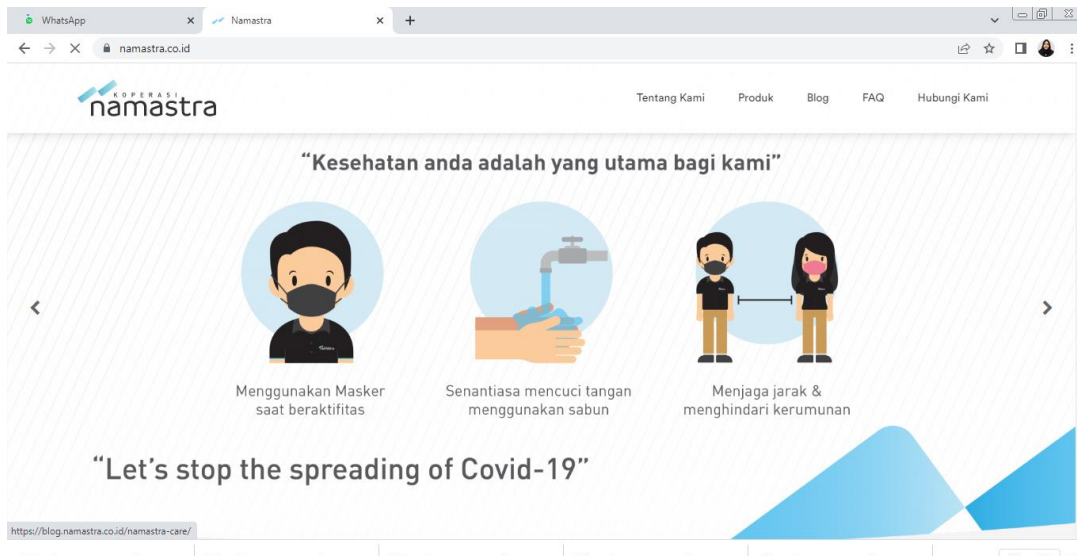 WhatsApp
Namastra
namastra.co.id
KOPERASI
namastra
Tentang Kami
Produk
Blog
FAQ
Hubungi Kami
“Kesehatan anda adalah yang utama bagi kami”
Menggunakan Masker
saat beraktifitas
Senantiasa mencuci tangan
menggunakan sabun
Menjaga jarak &
menghindari kerumunan
“Let’s stop the spreading of Covid-19”
https://blog.namastra.co.id/namastra-care/